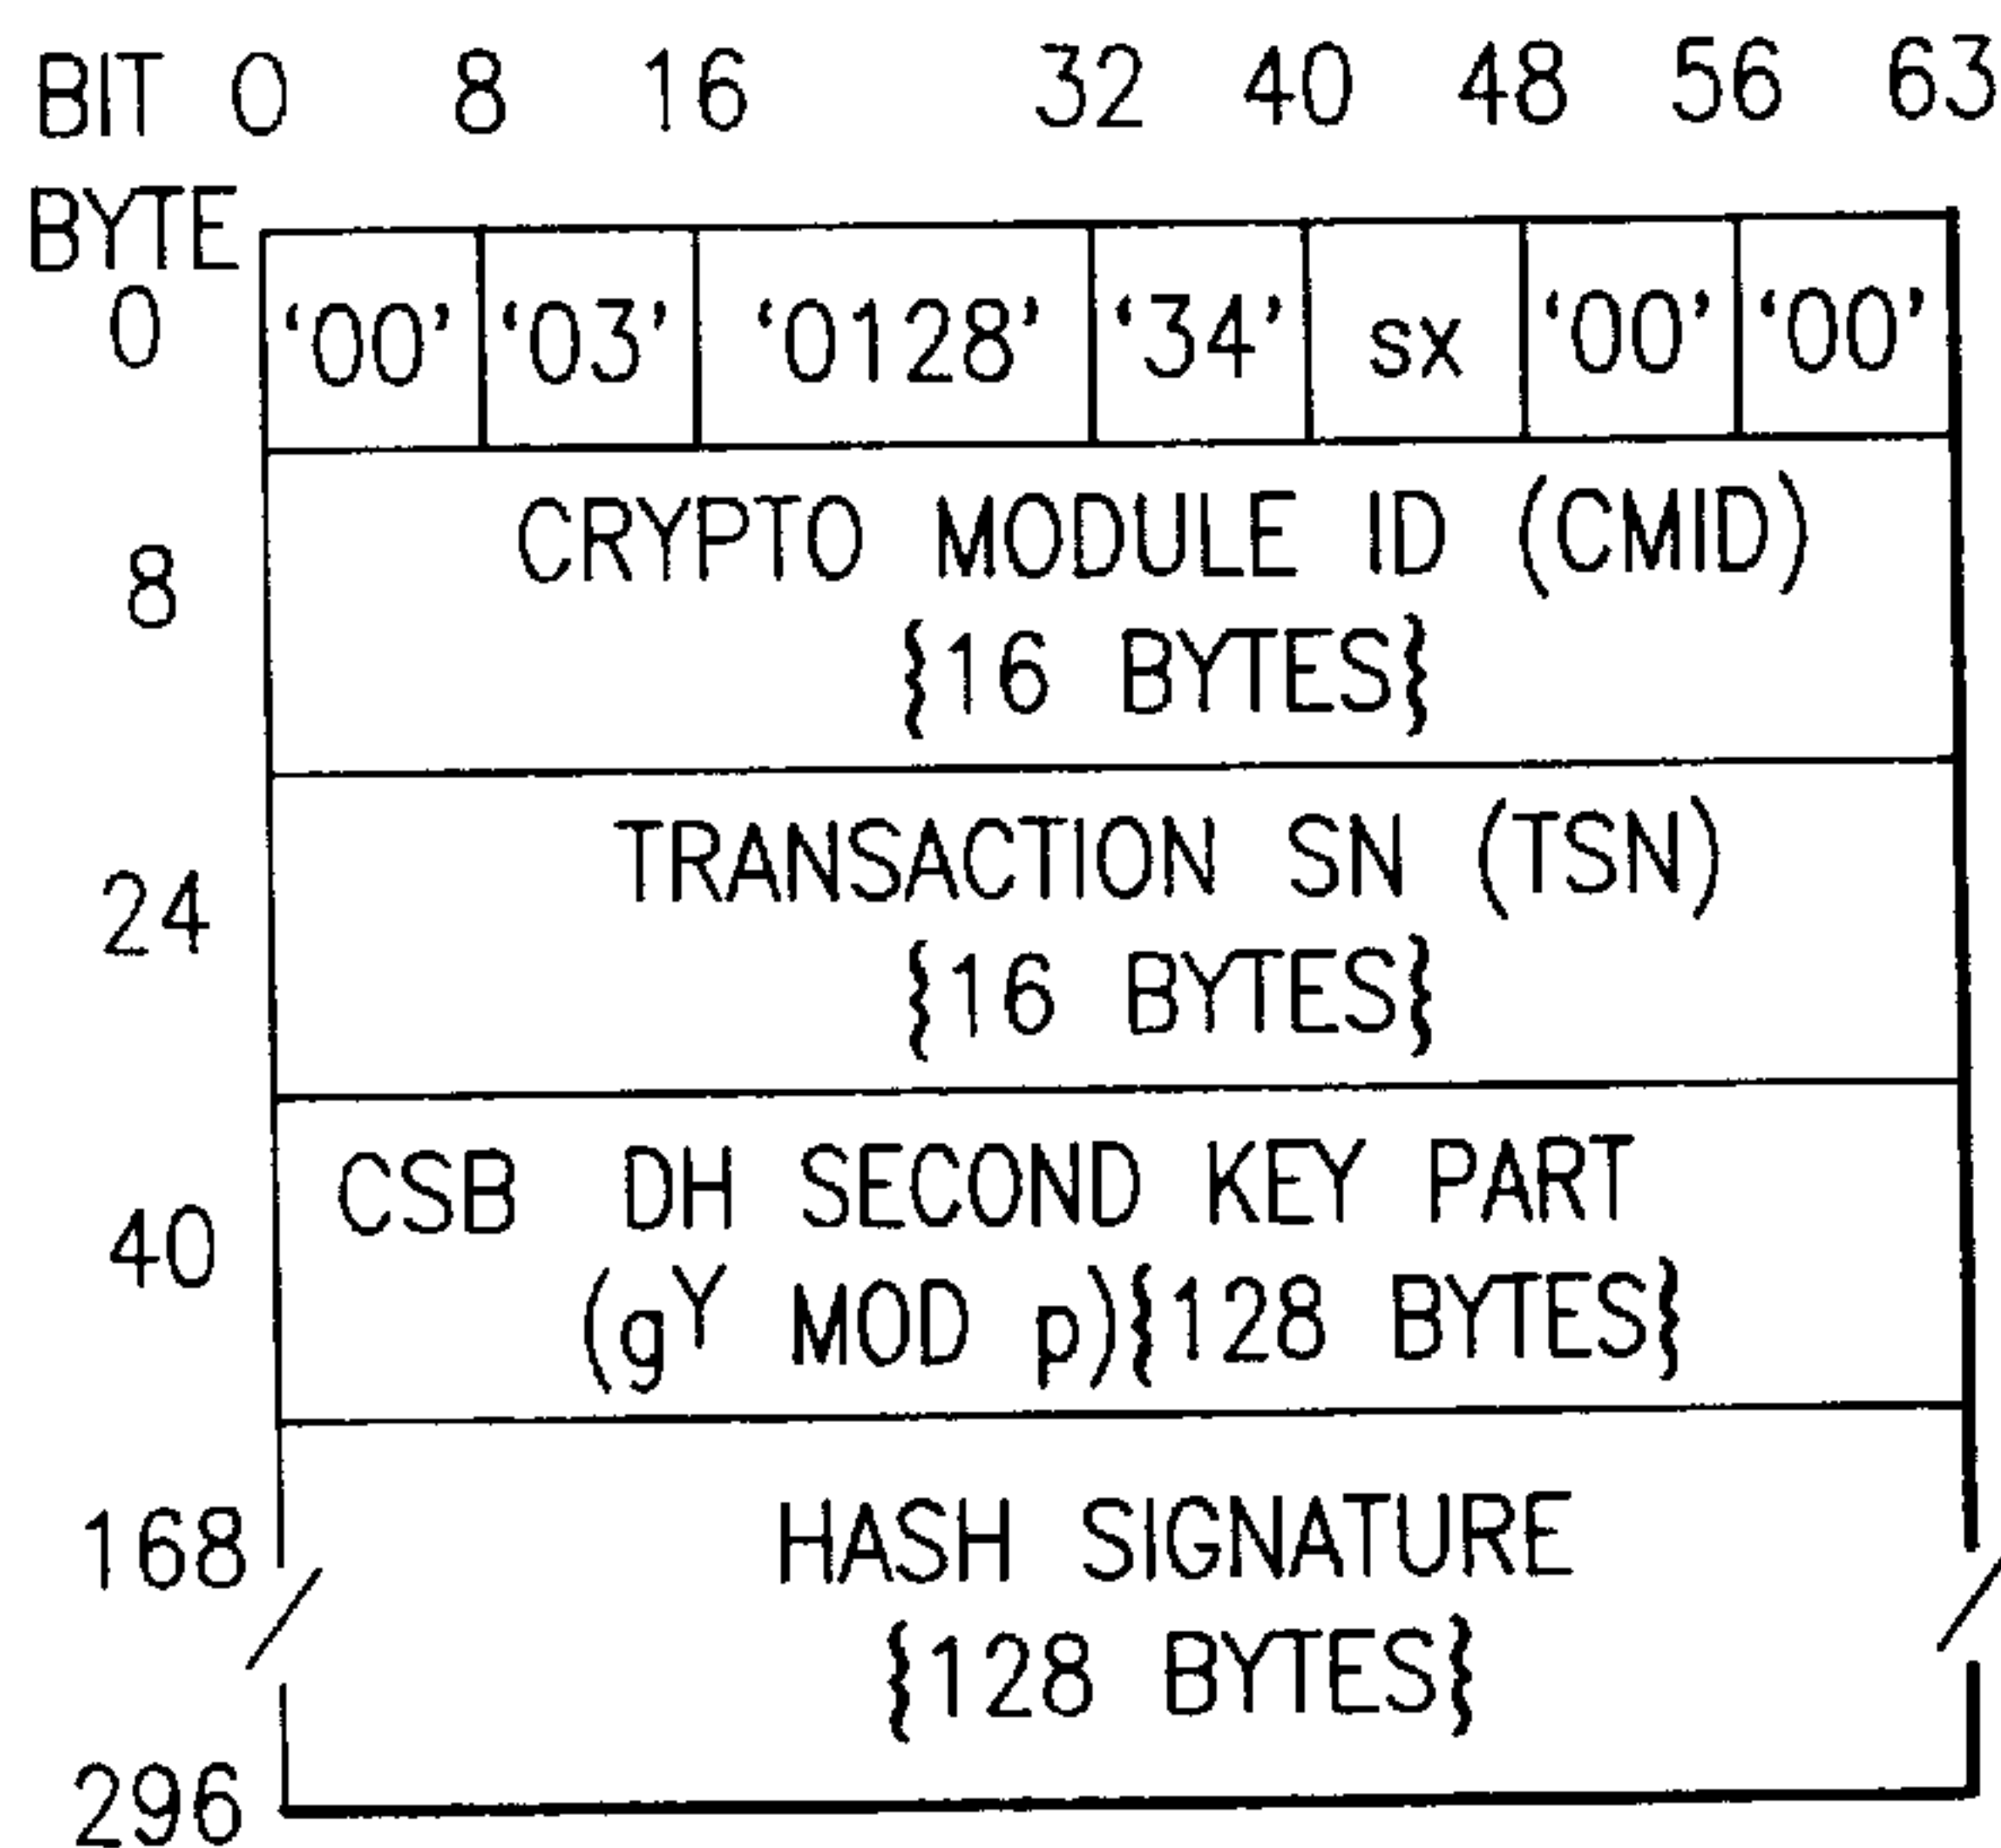 BIT 0 8 16 32 40 48 56 63
BYTE
0 ‘00’ ‘03’ ‘0128’ ‘34’ sx ‘00’ ‘00’
CRYPTO MODULE ID (CMID)
8
{16 BYTES}
TRANSACTION SN (TSN)
24
{16 BYTES}
CSB DH SECOND KEY PART
40
(gY MOD p){128 BYTES}
168 HASH SIGNATURE
{128 BYTES}
296